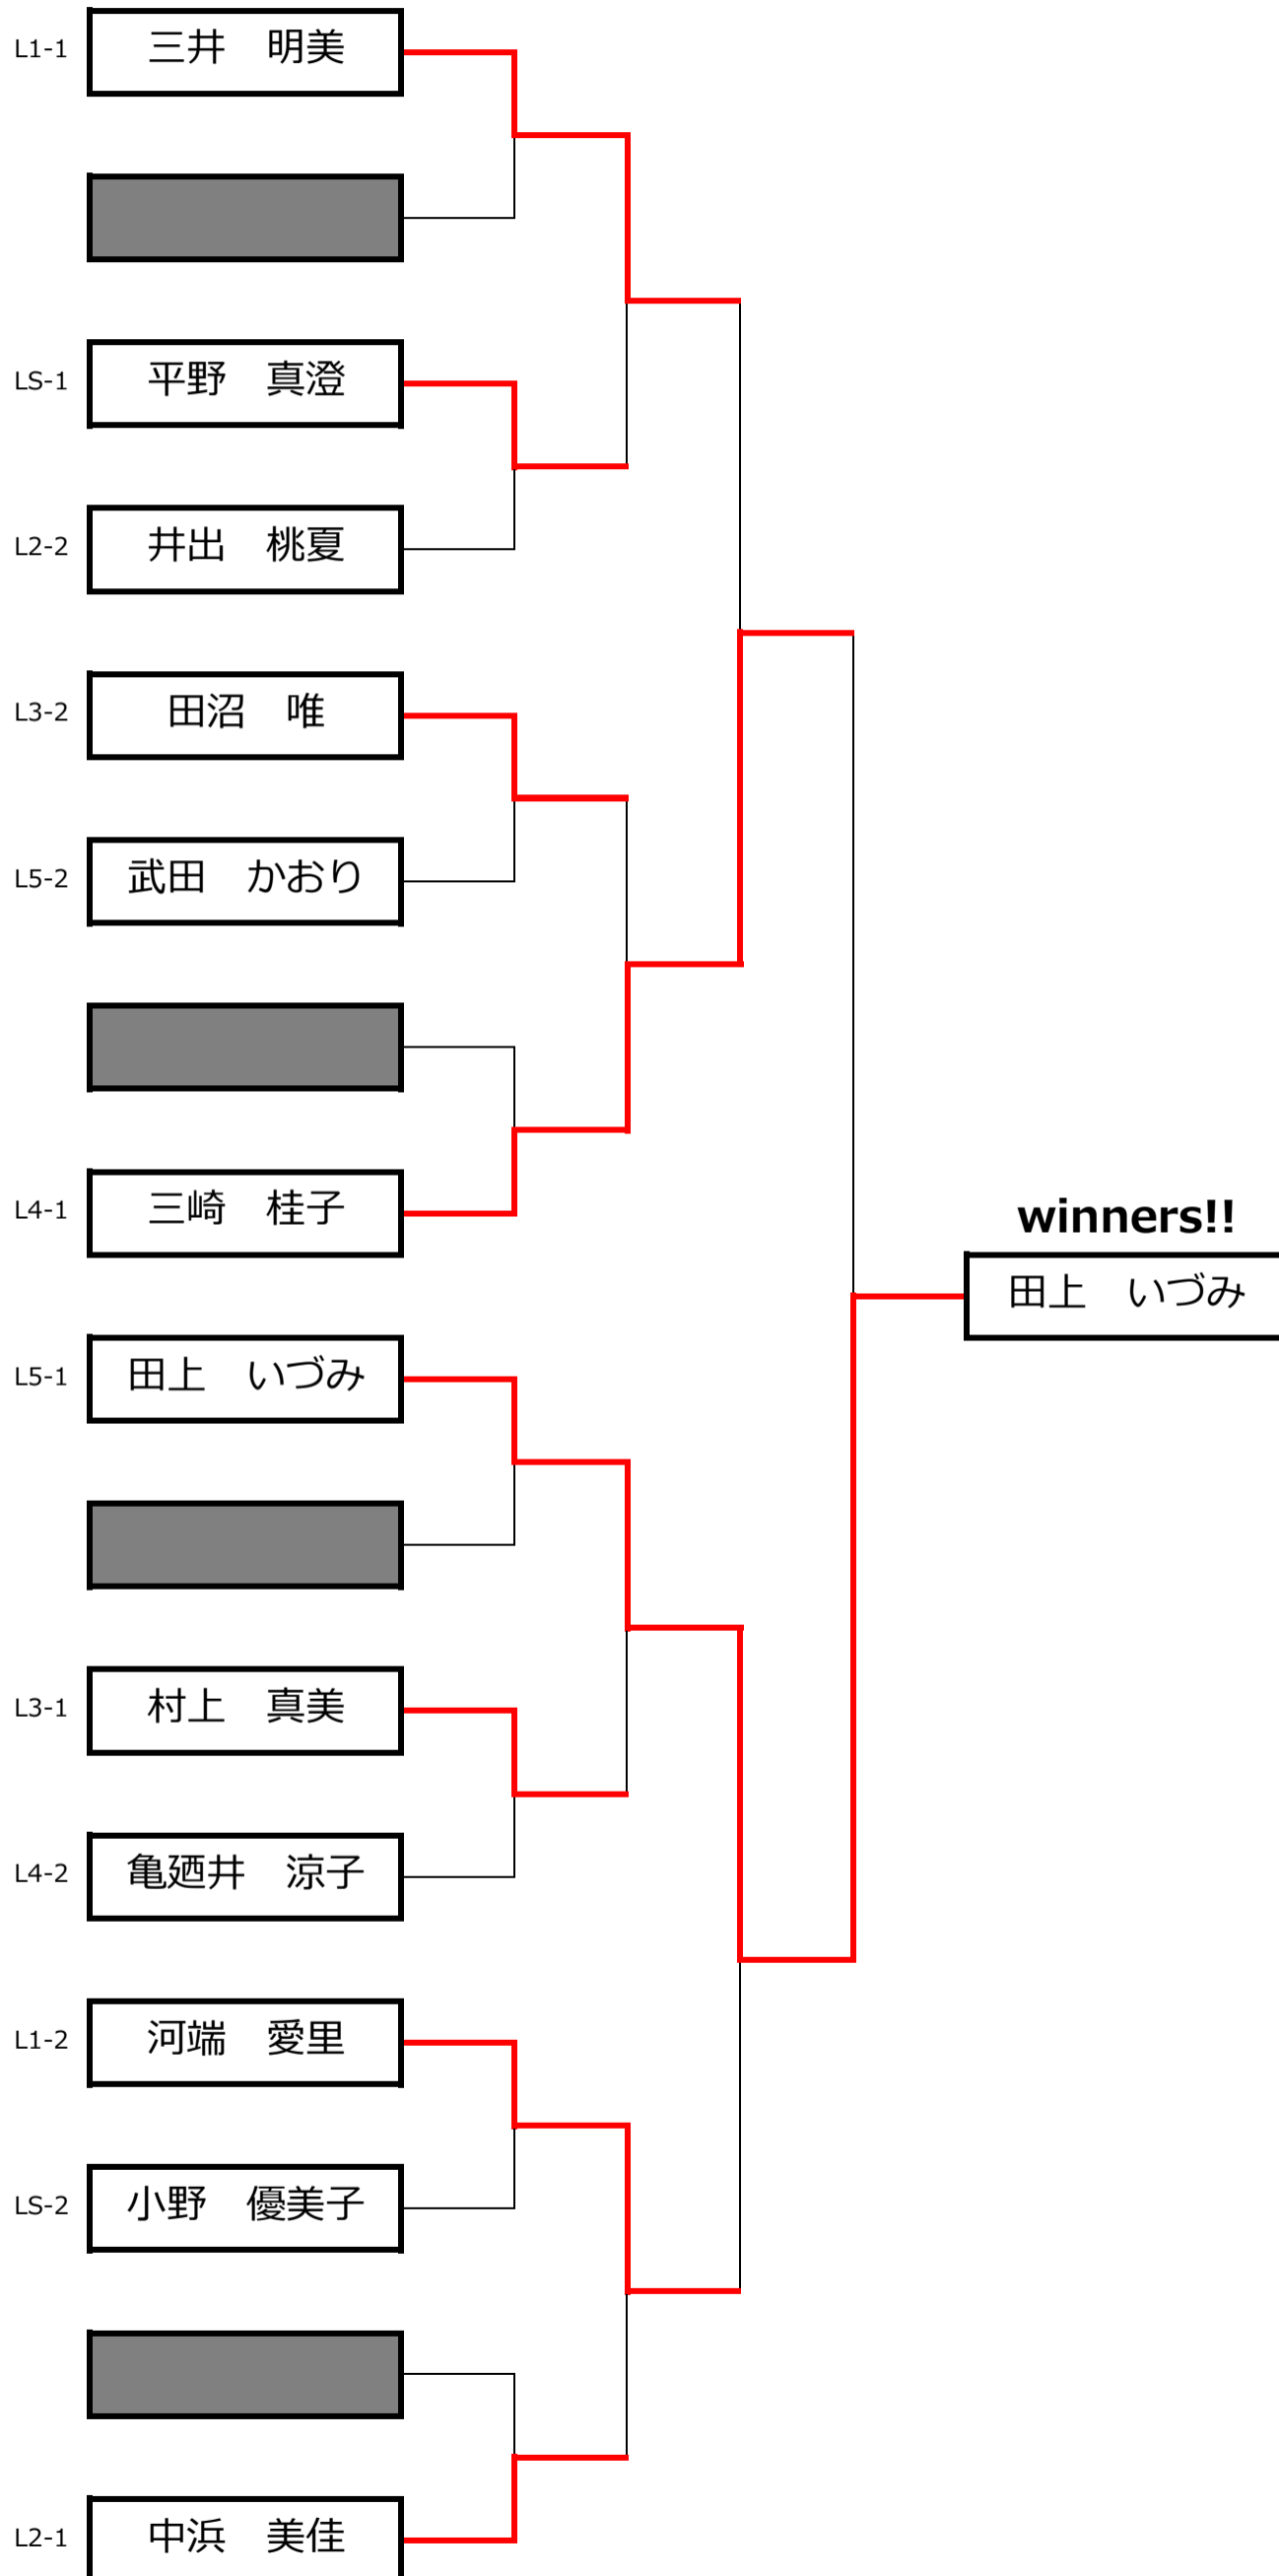 L1-1 三井　明美
LS-1 平野　真澄
L2-2 井出　桃夏
L3-2 田沼　唯
L5-2 武田　かおり
L4-1 三崎　桂子
winners!!
田上　いづみ
L5-1 田上　いづみ
L3-1 村上　真美
L4-2 亀廼井　涼子
L1-2 河端　愛里
LS-2 小野　優美子
L2-1 中浜　美佳